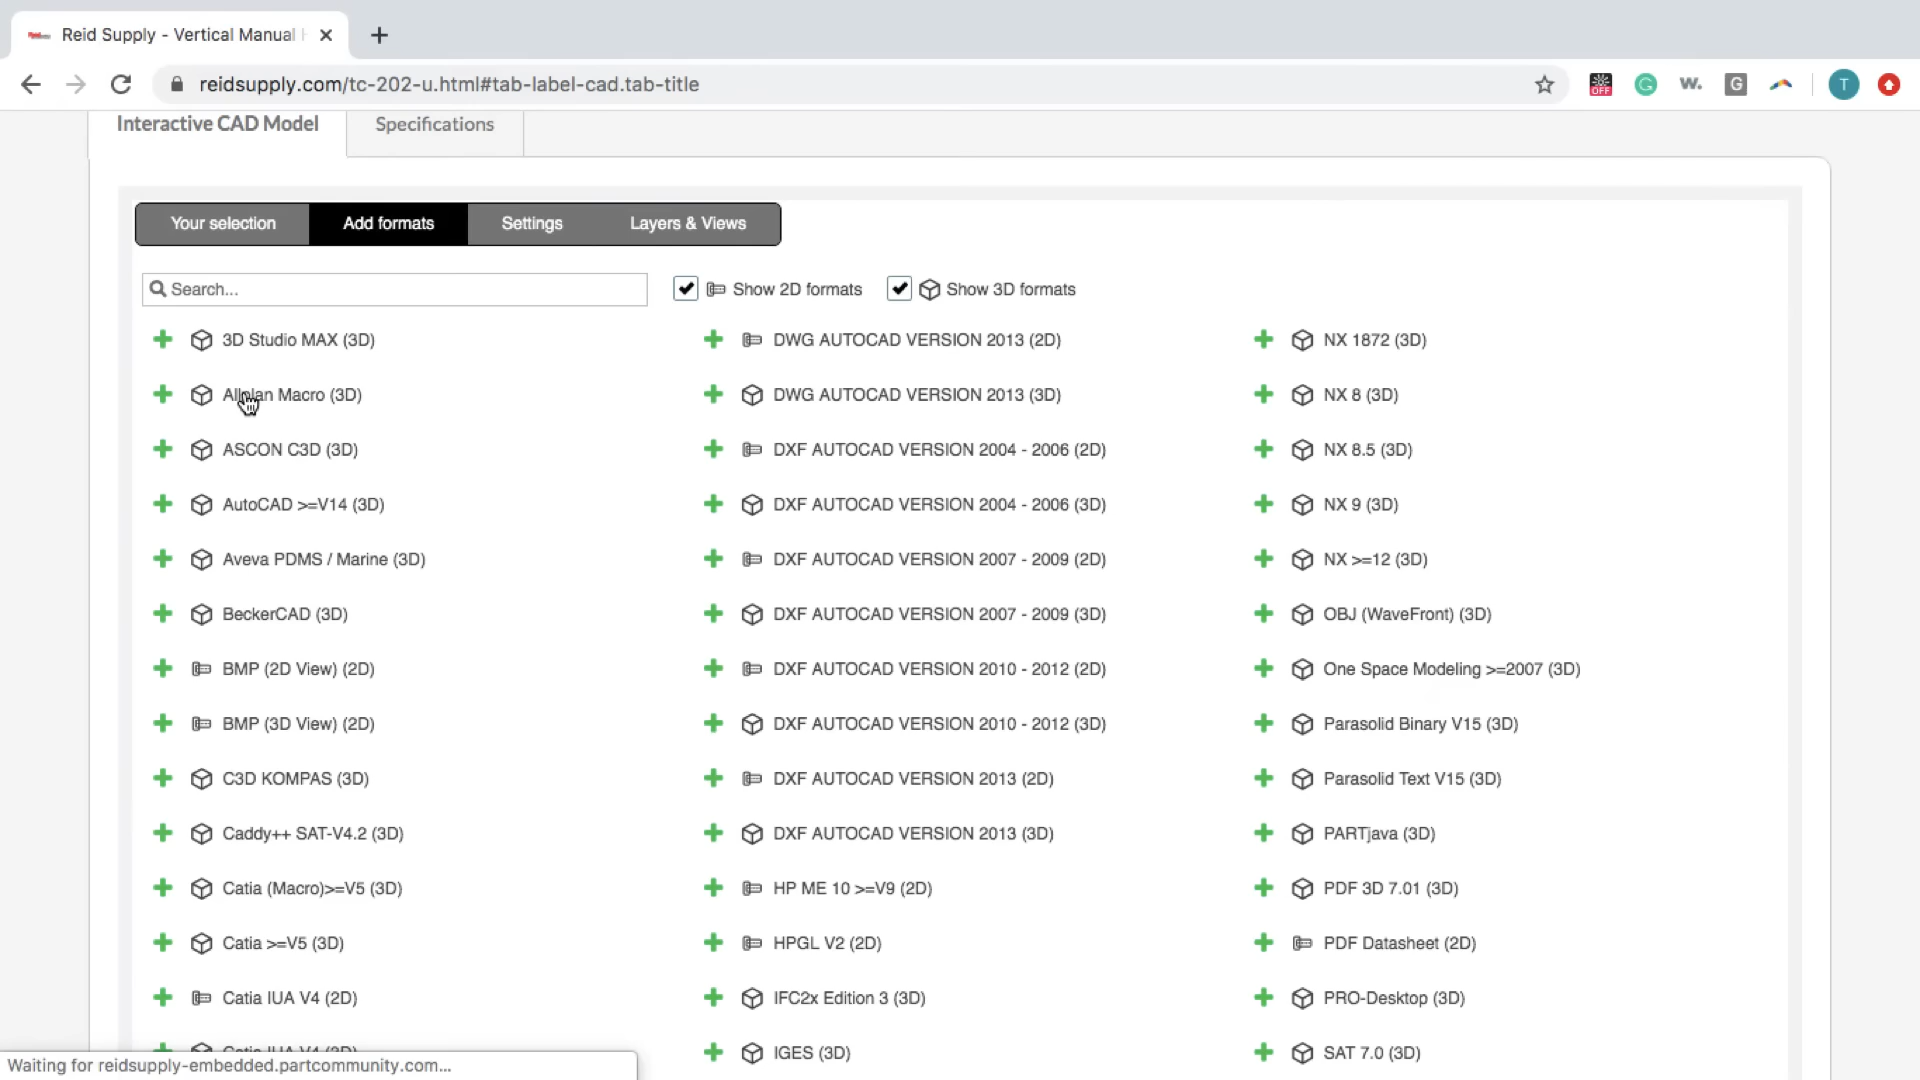 Reid Supply - Vertical Manual
reidsupply.com/tc-202-u.html#tab-label-cad.tab-title
OFF
G
w.
G
T
Interactive CAD Model
Specifications
Your selection
Add formats
Settings
Layers & Views
Search...
Show 2D formats
Show 3D formats
3D Studio MAX (3D)
Allplan Macro (3D)
ASCON C3D (3D)
AutoCAD >=V14 (3D)
Aveva PDMS / Marine (3D)
BeckerCAD (3D)
BMP (2D View) (2D)
BMP (3D View) (2D)
C3D KOMPAS (3D)
Caddy++ SAT-V4.2 (3D)
Catia (Macro)>=V5 (3D)
Catia >=V5 (3D)
Catia IUA V4 (2D)
Catia IUA V4 (3D)
DWG AUTOCAD VERSION 2013 (2D)
DWG AUTOCAD VERSION 2013 (3D)
DXF AUTOCAD VERSION 2004 - 2006 (2D)
DXF AUTOCAD VERSION 2004 - 2006 (3D)
DXF AUTOCAD VERSION 2007 - 2009 (2D)
DXF AUTOCAD VERSION 2007 - 2009 (3D)
DXF AUTOCAD VERSION 2010 - 2012 (2D)
DXF AUTOCAD VERSION 2010 - 2012 (3D)
DXF AUTOCAD VERSION 2013 (2D)
DXF AUTOCAD VERSION 2013 (3D)
HP ME 10 >=V9 (2D)
HPGL V2 (2D)
IFC2x Edition 3 (3D)
IGES (3D)
NX 1872 (3D)
NX 8 (3D)
NX 8.5 (3D)
NX 9 (3D)
NX >=12 (3D)
OBJ (WaveFront) (3D)
One Space Modeling >=2007 (3D)
Parasolid Binary V15 (3D)
Parasolid Text V15 (3D)
PARTjava (3D)
PDF 3D 7.01 (3D)
PDF Datasheet (2D)
PRO-Desktop (3D)
SAT 7.0 (3D)
Waiting for reidsupply-embedded.partcommunity.com...